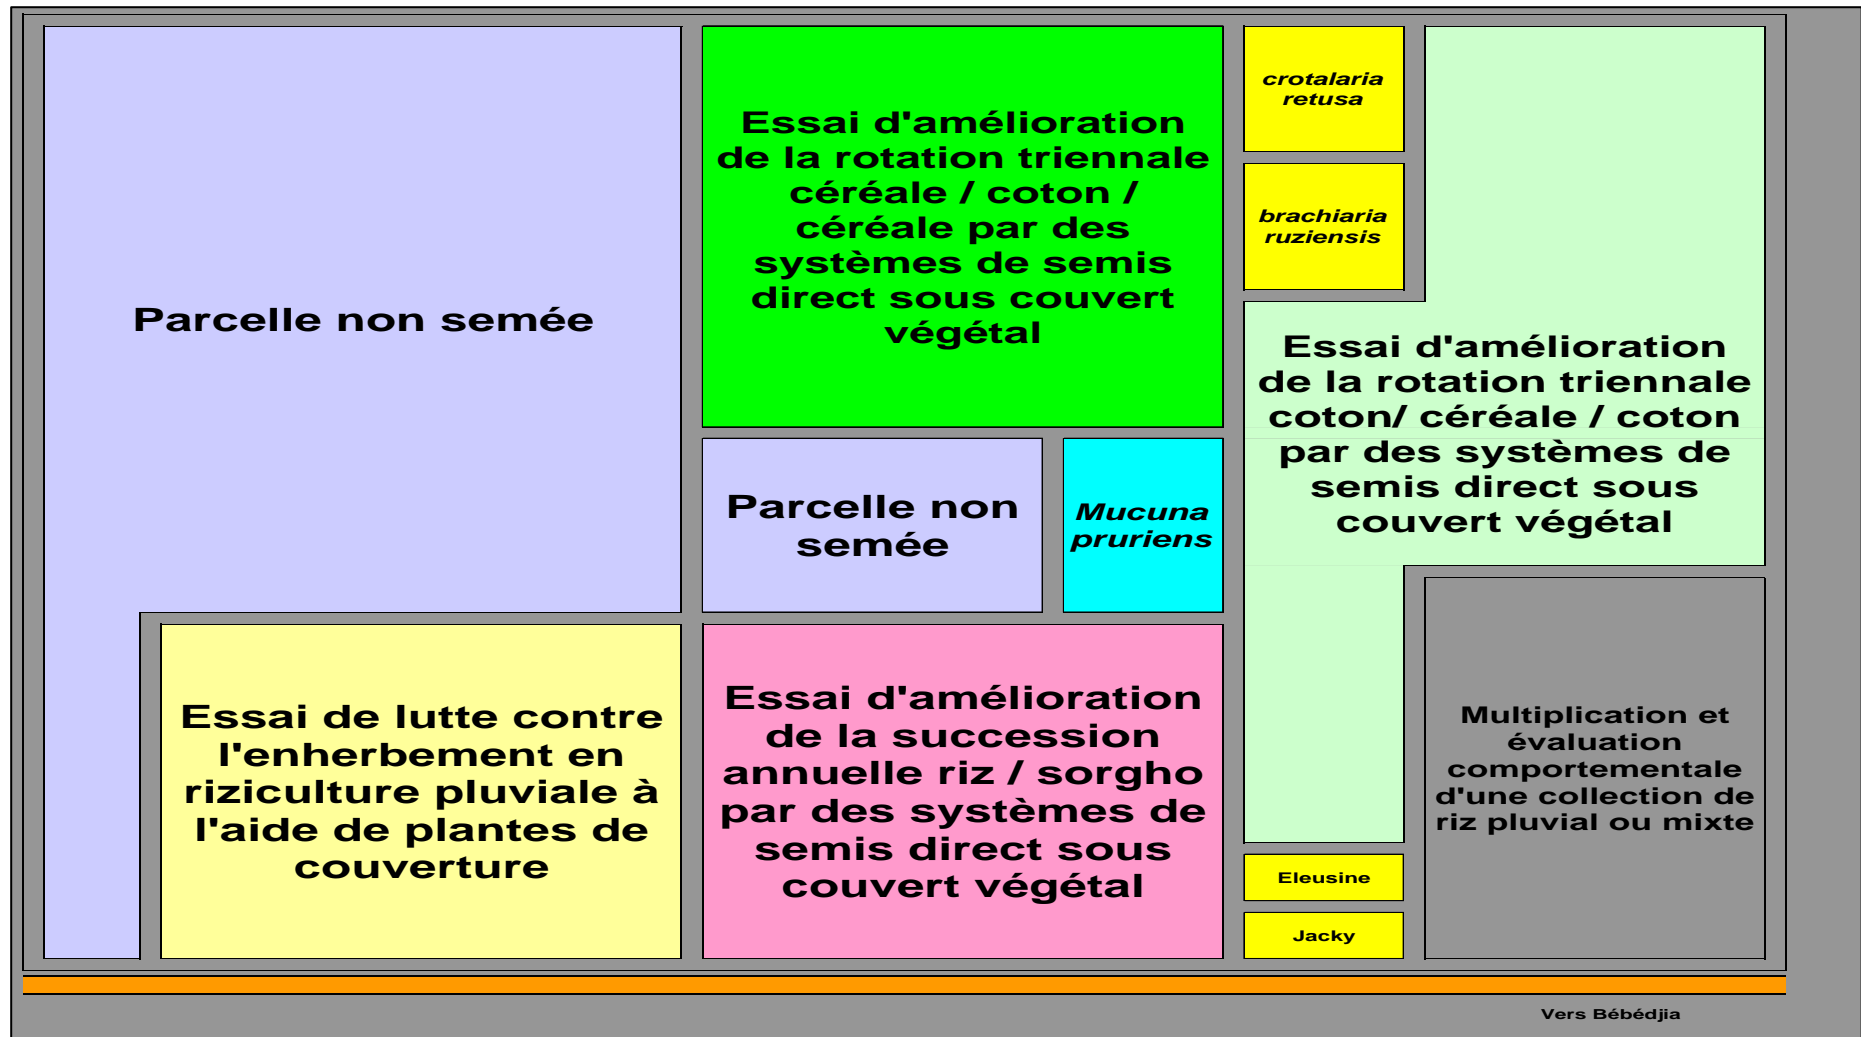 Parcelle non semée
Essai d'amélioration
de la rotation triennale
céréale / coton /
céréale par des
systèmes de semis
direct sous couvert
végétal
crotalaria
retusa
brachiaria
ruziensis
Essai d'amélioration
de la rotation triennale
coton/ céréale / coton
par des systèmes de
semis direct sous
couvert végétal
Parcelle non
semée
Mucuna
pruriens
Essai de lutte contre
l'enherbement en
riziculture pluviale à
l'aide de plantes de
couverture
Essai d'amélioration
de la succession
annuelle riz / sorgho
par des systèmes de
semis direct sous
couvert végétal
Multiplication et
évaluation
comportementale
d'une collection de
riz pluvial ou mixte
Eleusine
Jacky
Vers Bébédjia